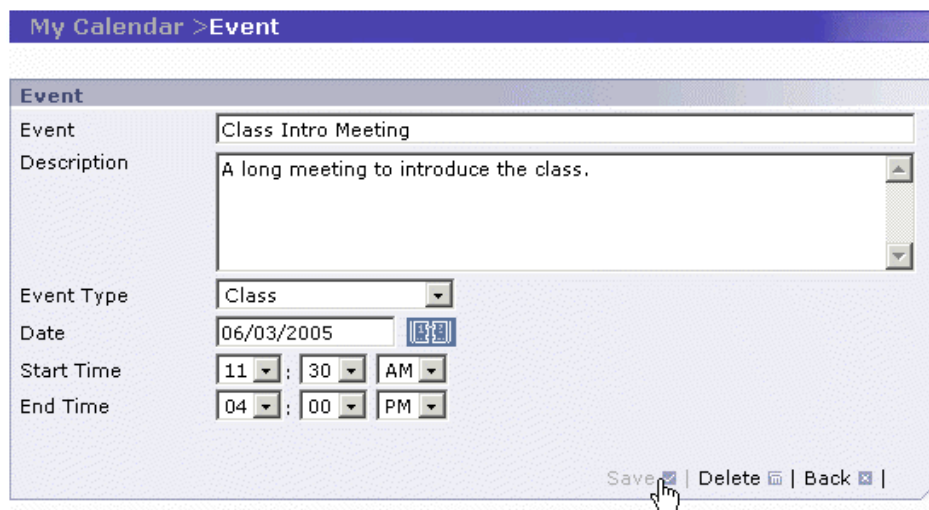 My Calendar >Event
Event
Event Class Intro Meeting
Description A long meeting to introduce the class.
Event Type Class
Date 06/03/2005
Start Time 11 : 30 AM
End Time 04 : 00 PM
Save | Delete | Back |